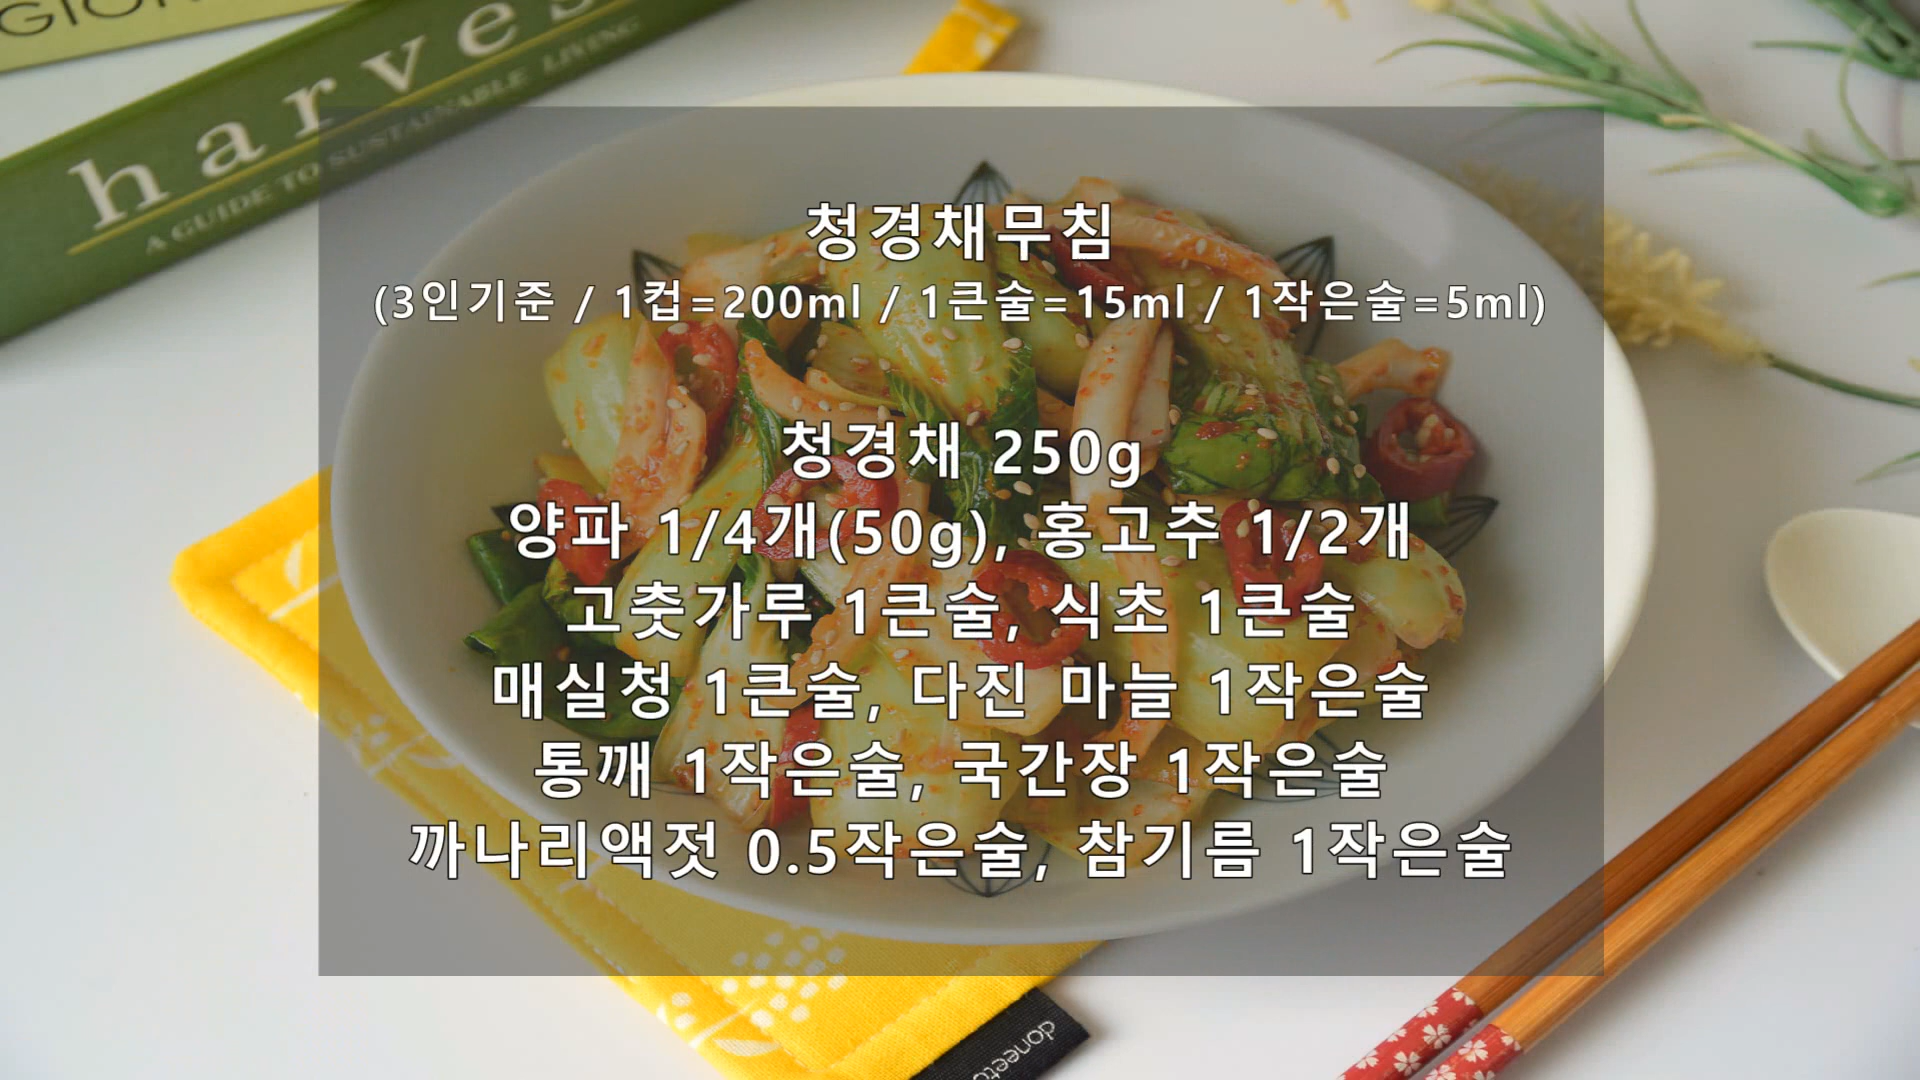 GION
harves
A GUIDE TO SUSTAINABLE LIVING
청경채무침
(3인기준 / 1컵=200ml / 1큰술=15ml / 1작은술=5ml)
청경채 250g
양파 1/4개(50g), 홍고추 1/2개
고춧가루 1큰술, 식초 1큰술
매실청 1큰술, 다진 마늘 1작은술
통깨 1작은술, 국간장 1작은술
까나리액젓 0.5작은술, 참기름 1작은술